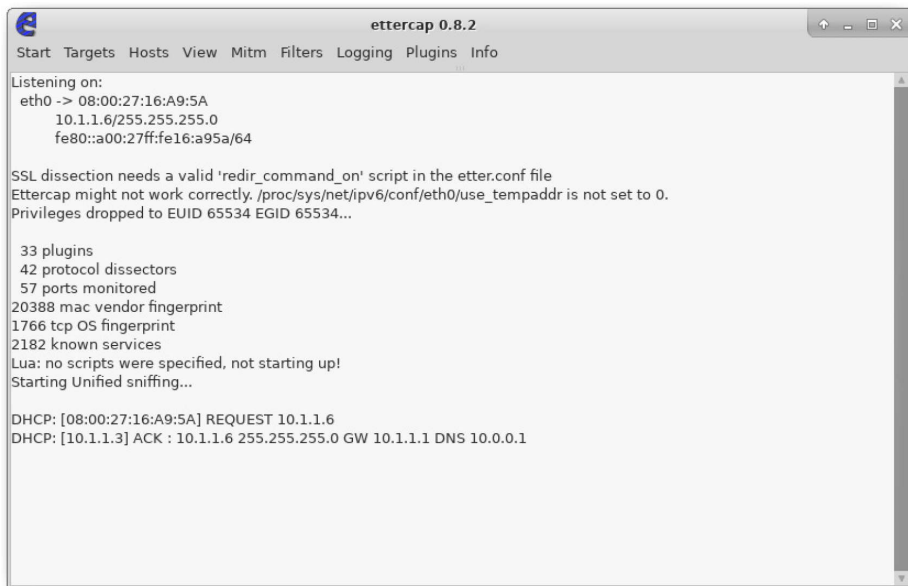 ettercap 0.8.2
Start Targets Hosts View Mitm Filters Logging Plugins Info
Listening on:
eth0 -> 08:00:27:16:A9:5A
10.1.1.6/255.255.255.0
fe80::a00:27ff:fe16:a95a/64
SSL dissection needs a valid 'redir_command_on' script in the etter.conf file
Ettercap might not work correctly. /proc/sys/net/ipv6/conf/eth0/use_tempaddr is not set to 0.
Privileges dropped to EUID 65534 EGID 65534...
33 plugins
42 protocol dissectors
57 ports monitored
20388 mac vendor fingerprint
1766 tcp OS fingerprint
2182 known services
Lua: no scripts were specified, not starting up!
Starting Unified sniffing...
DHCP: [08:00:27:16:A9:5A] REQUEST 10.1.1.6
DHCP: [10.1.1.3] ACK : 10.1.1.6 255.255.255.0 GW 10.1.1.1 DNS 10.0.0.1